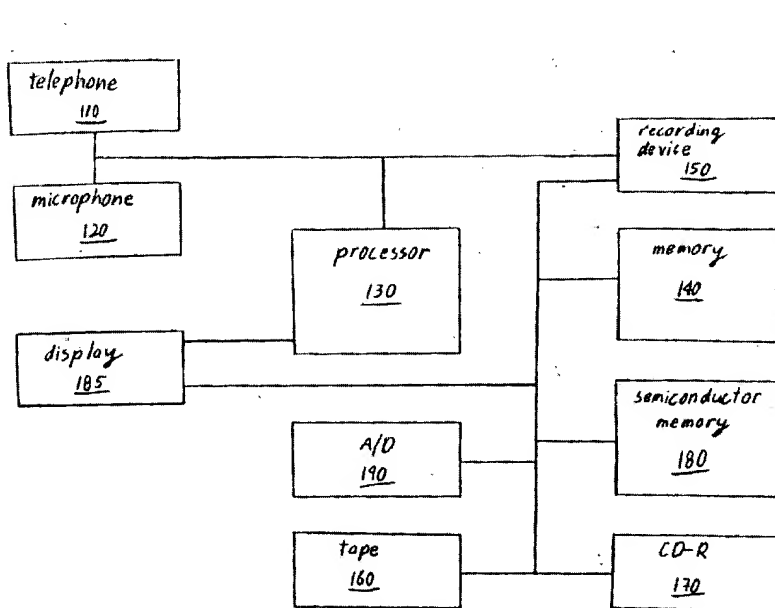 telephone
110
recording
device
150
microphone
120
processor
130
memory
140
display
185
semiconductor
memory
180
A/D
190
tape
160
CD-R
170